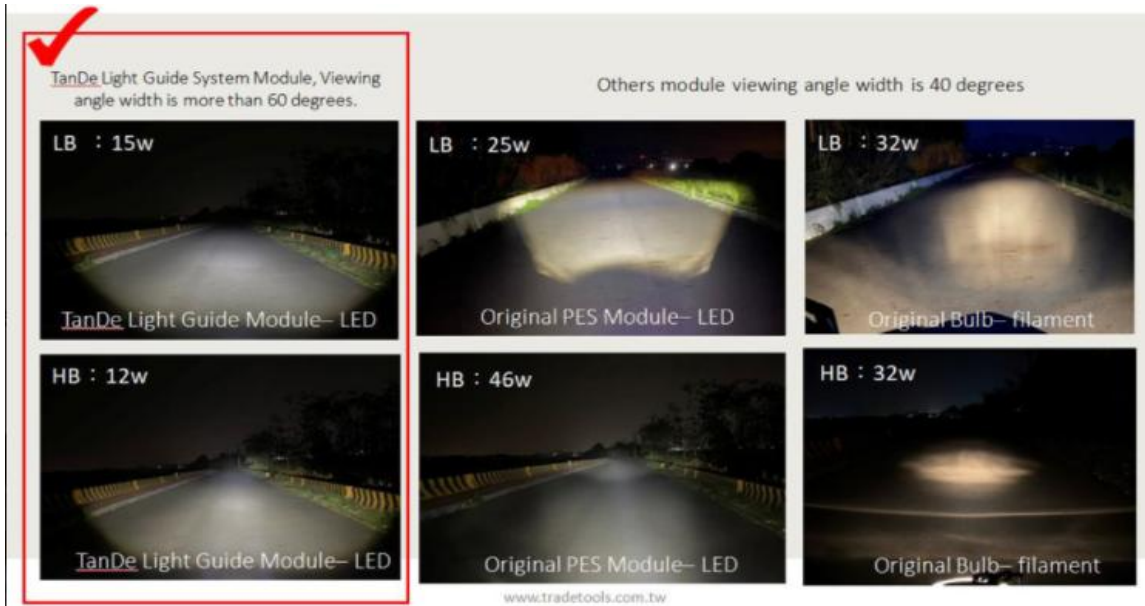 TanDe Light Guide System Module, Viewing
angle width is more than 60 degrees.
Others module viewing angle width is 40 degrees
LB ：15w
TanDe Light Guide Module– LED
LB ：25w
Original PES Module– LED
LB ：32w
Original Bulb– filament
HB：12w
TanDe Light Guide Module– LED
HB：46w
Original PES Module– LED
HB：32w
Original Bulb– filament
www.tradetools.com.tw